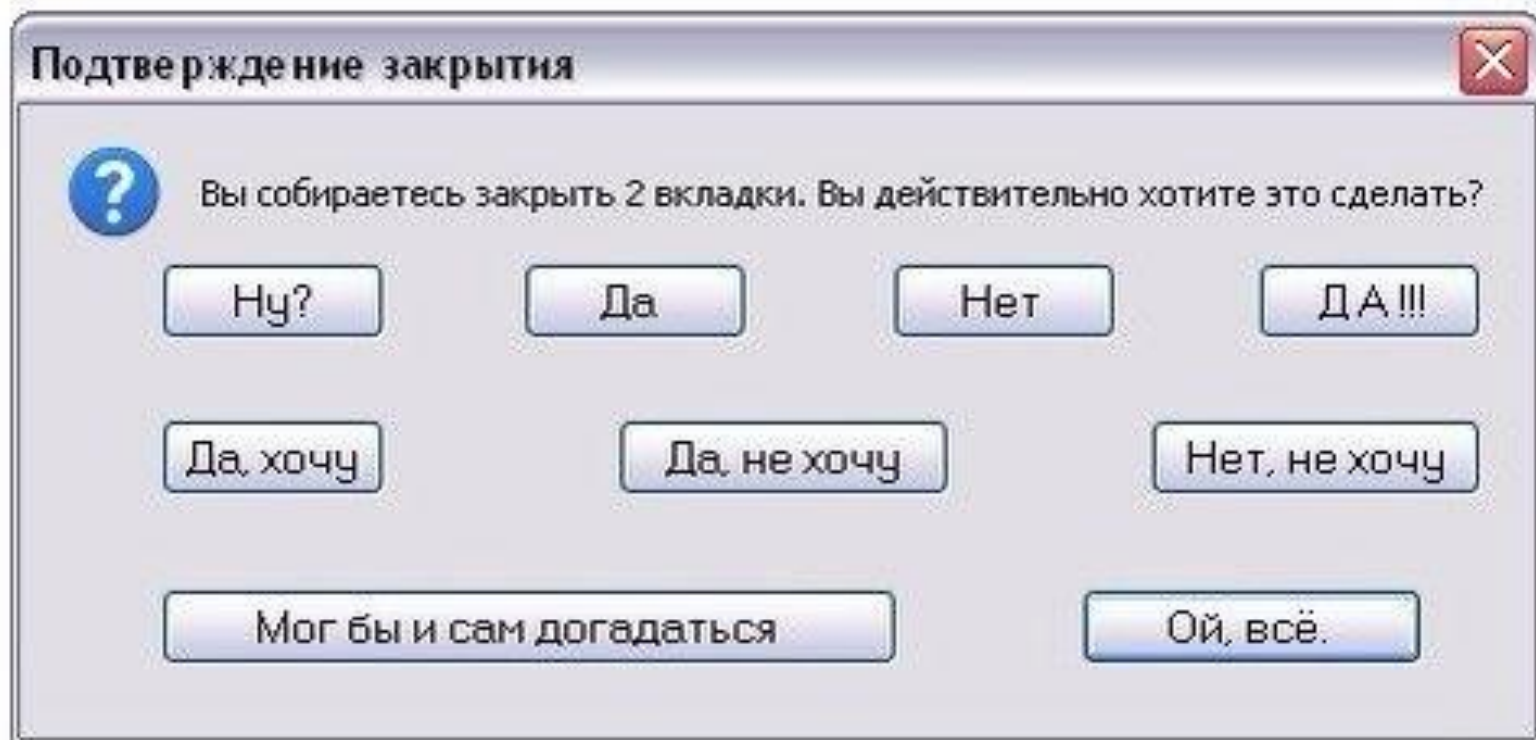 Подтверждение закрытия
Вы собираетесь закрыть 2 вкладки. Вы действительно хотите это сделать?
Ну? Да Нет ДА!!!
Да, хочу Да, не хочу Нет, не хочу
Мог бы и сам догадаться Ой, всё.